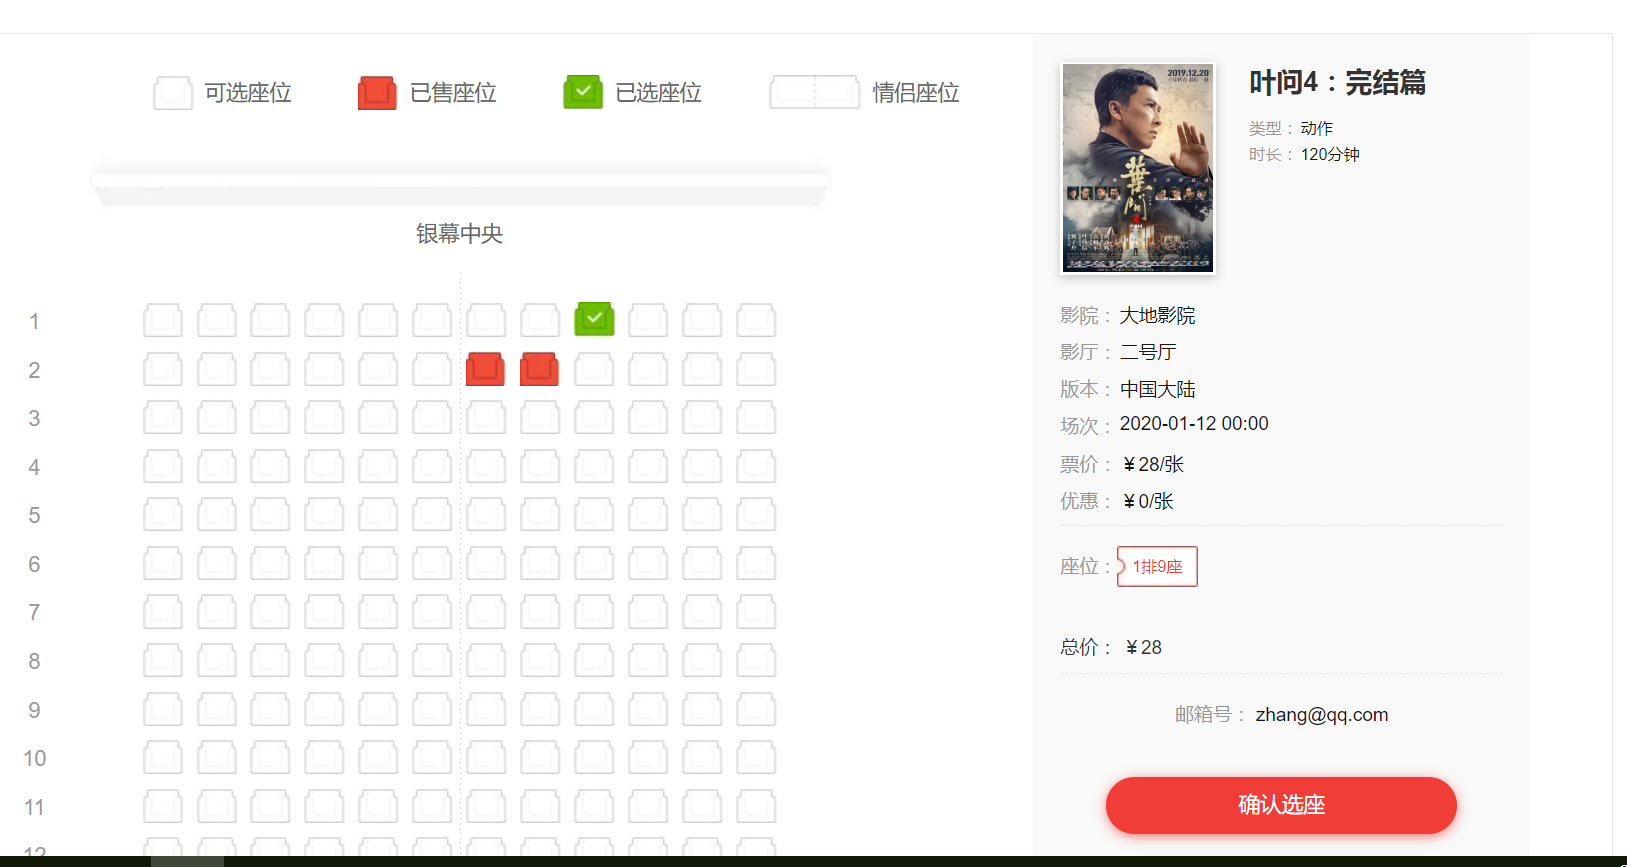 可选座位 已售座位 已选座位 情侣座位
银幕中央
1
2
3
4
5
6
7
8
9
10
11
12
2019.12.20
葉問
叶问4：完结篇
类型： 动作
时长： 120分钟
影院： 大地影院
影厅： 二号厅
版本： 中国大陆
场次： 2020-01-12 00:00
票价： ￥28/张
优惠： ￥0/张
座位： 1排9座
总价： ￥28
邮箱号： zhang@qq.com
确认选座